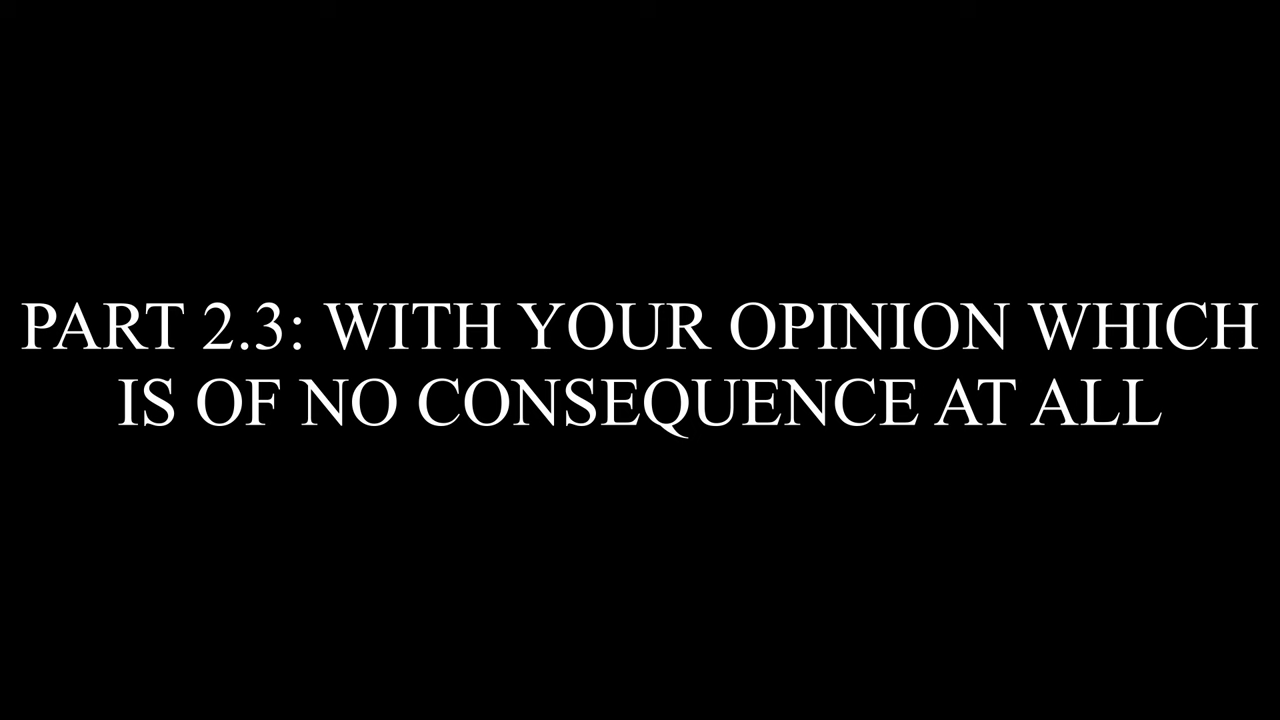 PART 2.3: WITH YOUR OPINION WHICH
IS OF NO CONSEQUENCE AT ALL